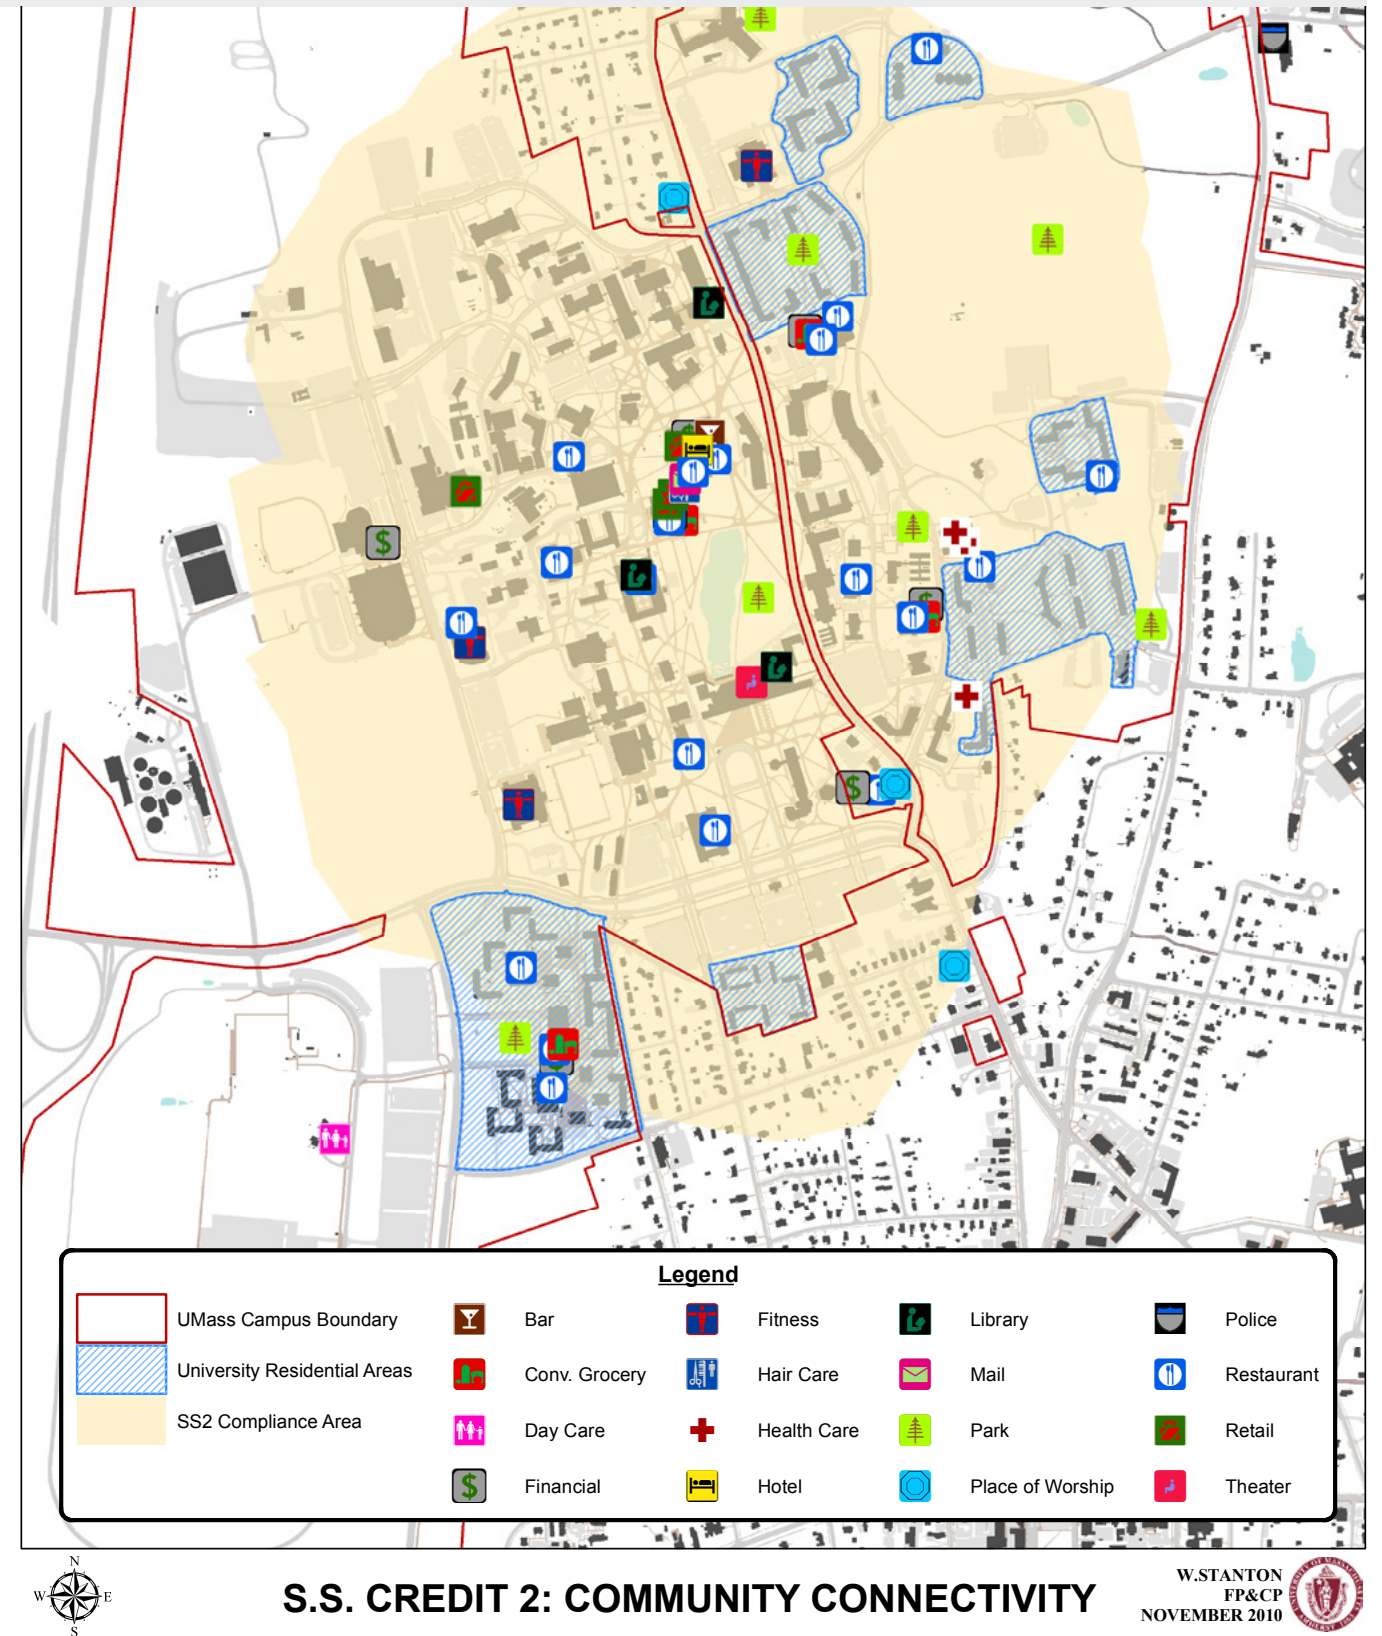 Legend
UMass Campus Boundary
University Residential Areas
SS2 Compliance Area
Bar
Conv. Grocery
Day Care
Financial
Fitness
Hair Care
Health Care
Hotel
Library
Mail
Park
Place of Worship
Police
Restaurant
Retail
Theater
N
W
E
S
S.S. CREDIT 2: COMMUNITY CONNECTIVITY
W.STANTON
FP&CP
NOVEMBER 2010